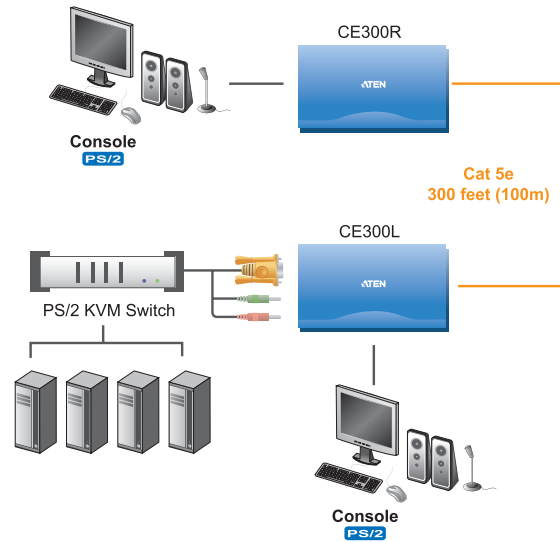 CE300R
ATEN
Console
PS/2
Cat 5e
300 feet (100m)
CE300L
ATEN
PS/2 KVM Switch
Console
PS/2